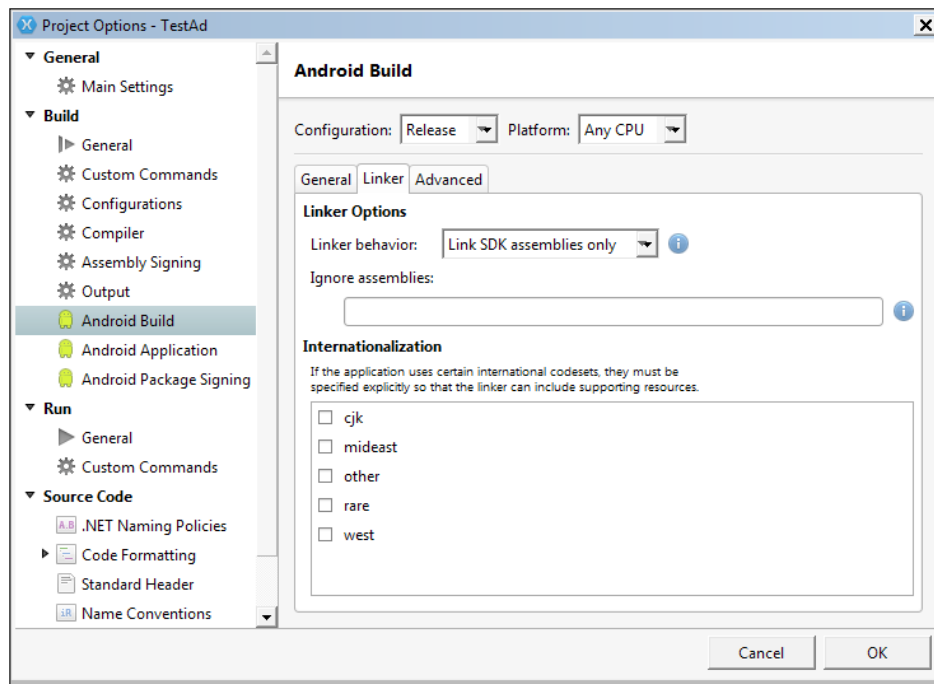 Project Options - TestAd
General
Main Settings
Build
General
Custom Commands
Configurations
Compiler
Assembly Signing
Output
Android Build
Android Application
Android Package Signing
Run
General
Custom Commands
Source Code
A.B .NET Naming Policies
Code Formatting
Standard Header
iR Name Conventions
Android Build
Configuration: Release Platform: Any CPU
General Linker Advanced
Linker Options
Linker behavior: Link SDK assemblies only i
Ignore assemblies:
i
Internationalization
If the application uses certain international codesets, they must be
specified explicitly so that the linker can include supporting resources.
cjk
mideast
other
rare
west
Cancel OK